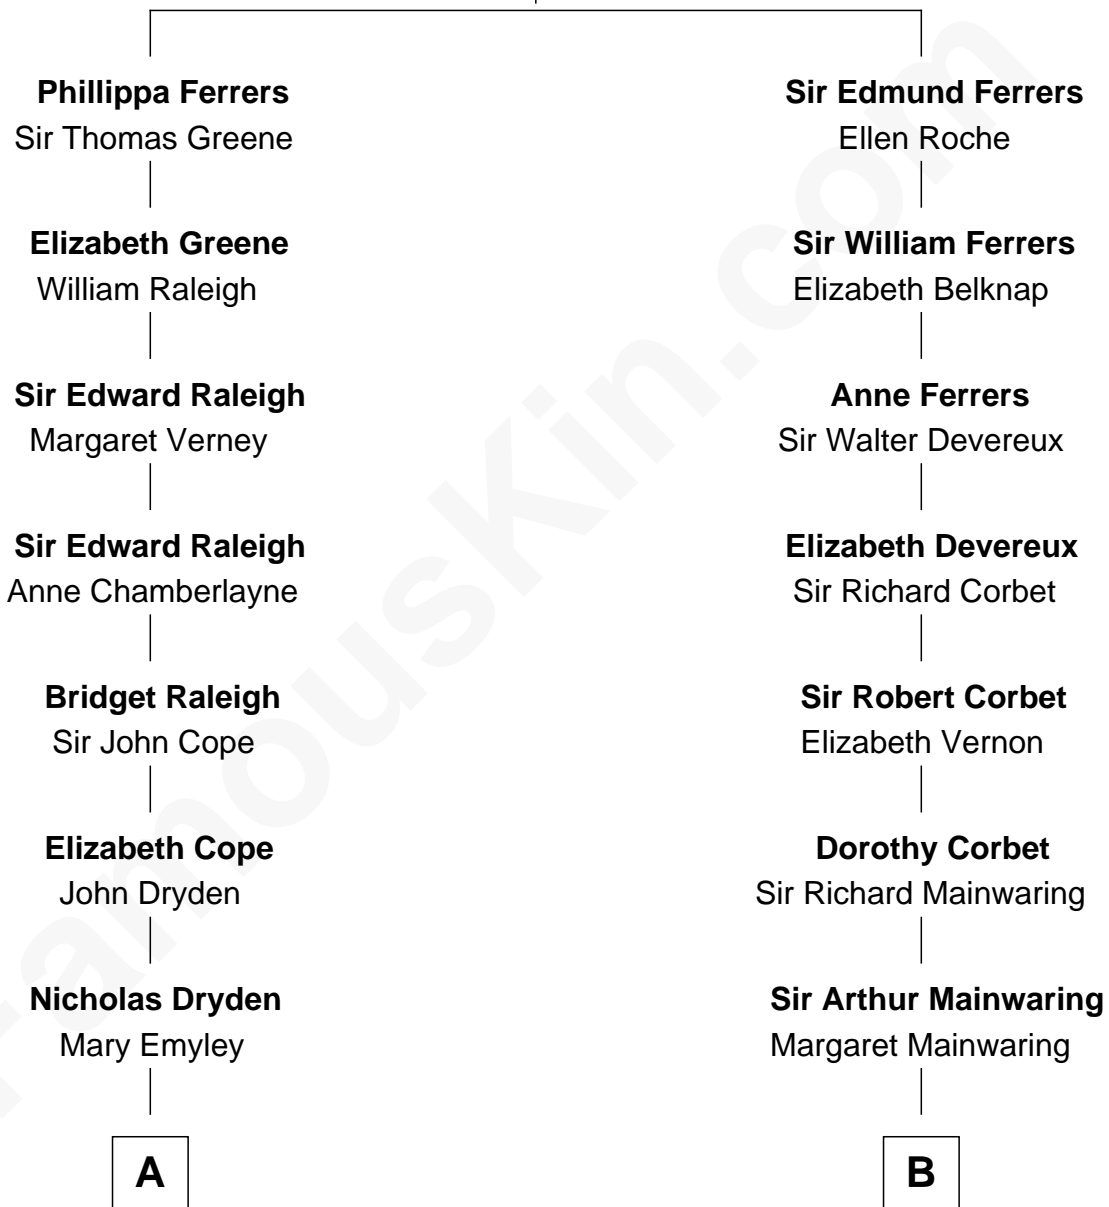 Phillippa Ferrers
Sir Thomas Greene
Elizabeth Greene
William Raleigh
Sir Edward Raleigh
Margaret Verney
Sir Edward Raleigh
Anne Chamberlayne
Bridget Raleigh
Sir John Cope
Elizabeth Cope
John Dryden
Nicholas Dryden
Mary Emyley
A
Sir Edmund Ferrers
Ellen Roche
Sir William Ferrers
Elizabeth Belknap
Anne Ferrers
Sir Walter Devereux
Elizabeth Devereux
Sir Richard Corbet
Sir Robert Corbet
Elizabeth Vernon
Dorothy Corbet
Sir Richard Mainwaring
Sir Arthur Mainwaring
Margaret Mainwaring
B
FamousKin.com